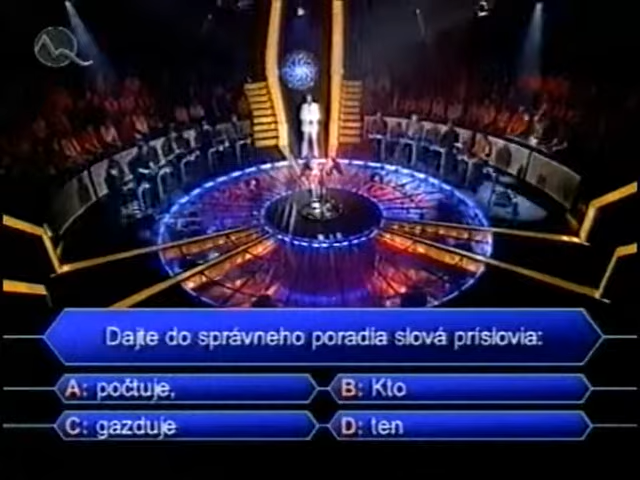 Dajte do správneho poradia slová príslovia:
A: počtuje,
B: Kto
C: gazduje
D: ten